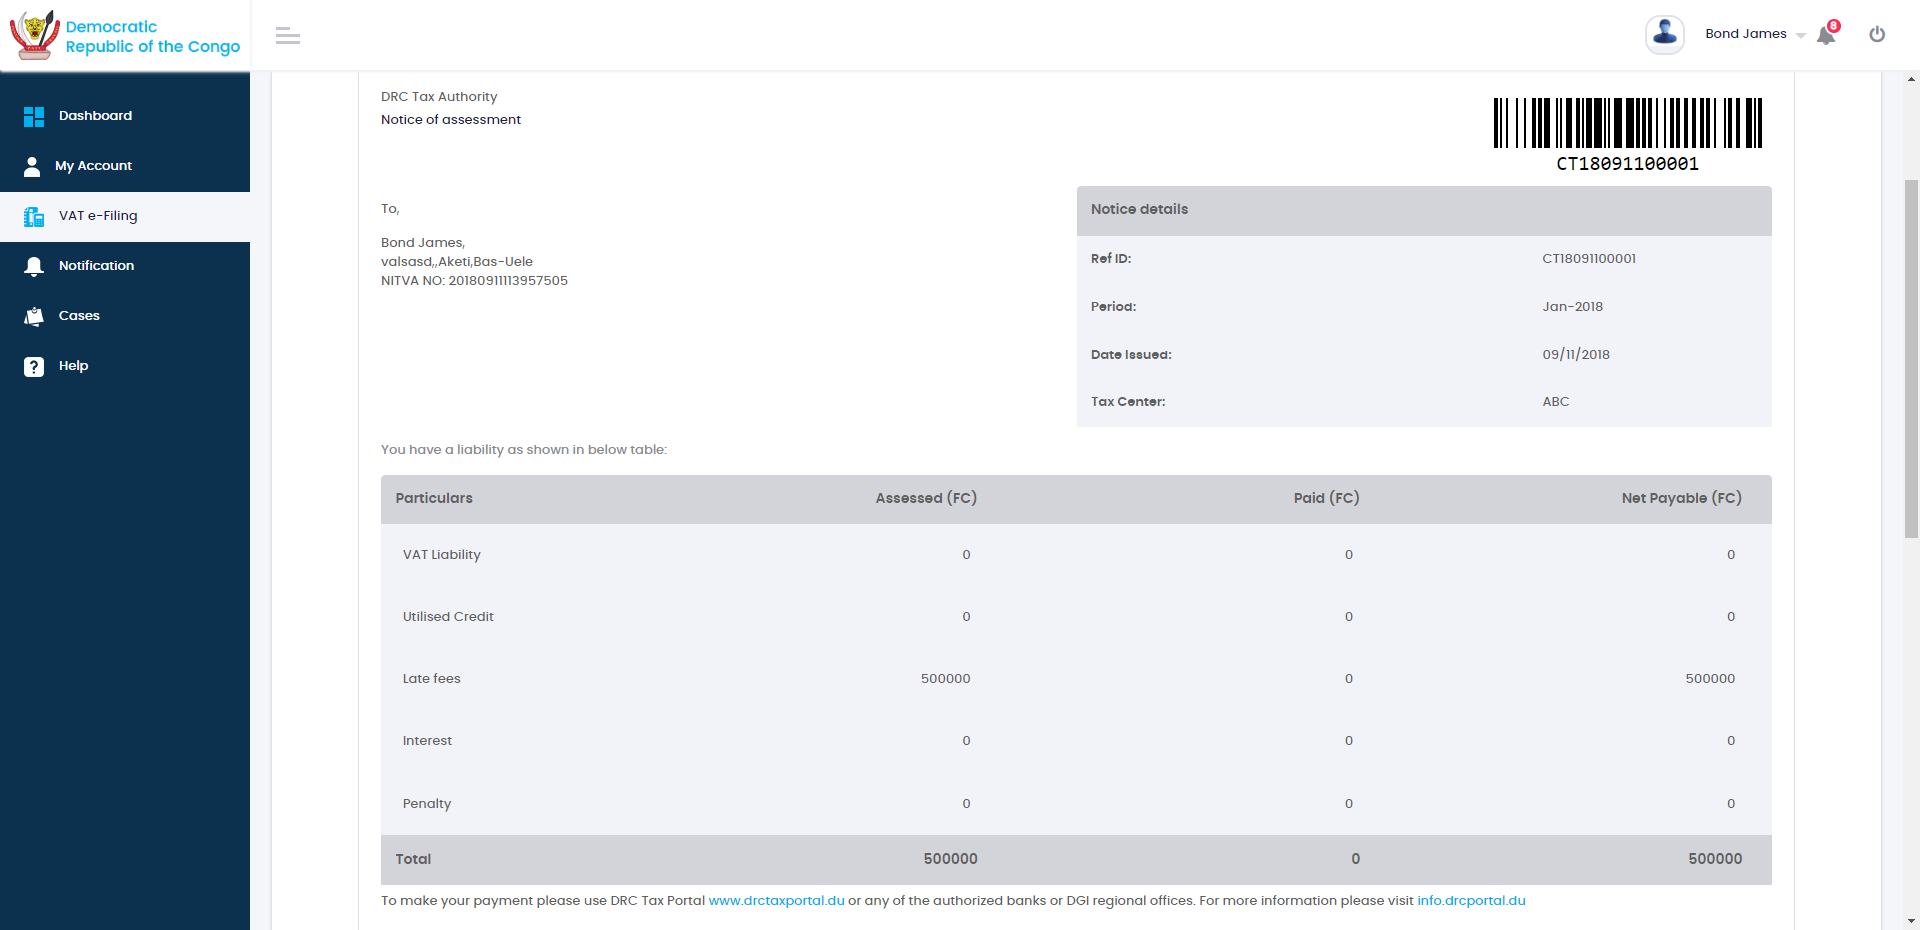 Democratic
Republic of the Congo
Bond James
8
Dashboard
My Account
VAT e-Filing
Notification
Cases
Help
DRC Tax Authority
Notice of assessment
CT18091100001
To,
Bond James,
valsasd,,Aketi,Bas-Uele
NITVA NO: 20180911113957505
Notice details
Ref ID: CT18091100001
Period: Jan-2018
Date Issued: 09/11/2018
Tax Center: ABC
You have a liability as shown in below table:
Particulars Assessed (FC) Paid (FC) Net Payable (FC)
VAT Liability 0 0 0
Utilised Credit 0 0 0
Late fees 500000 0 500000
Interest 0 0 0
Penalty 0 0 0
Total 500000 0 500000
To make your payment please use DRC Tax Portal www.drctaxportal.du or any of the authorized banks or DGI regional offices. For more information please visit info.drcportal.du